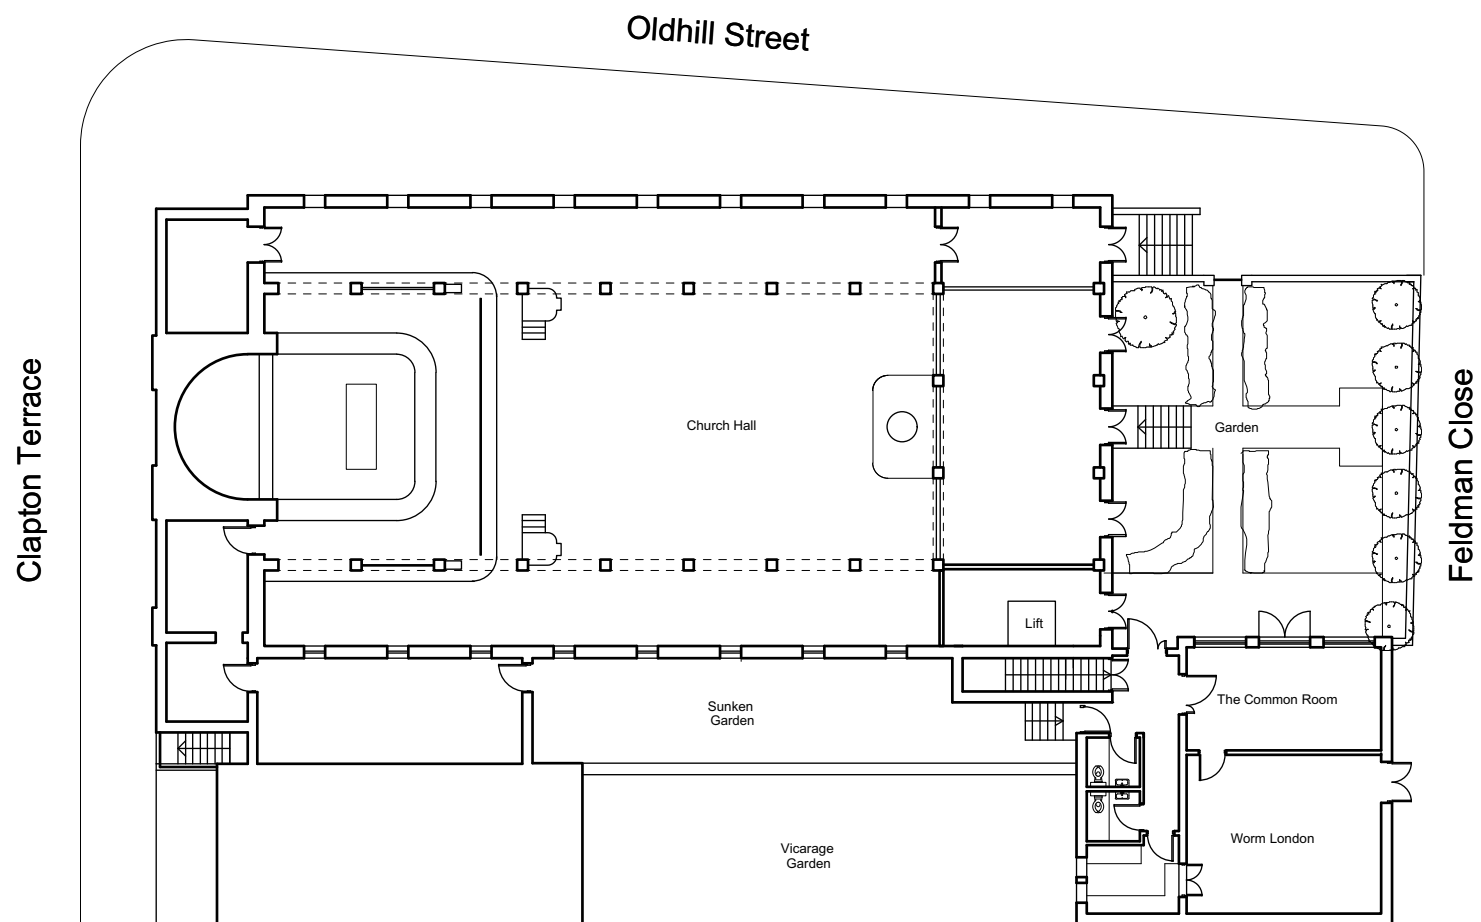 Oldhill Street
Clapton Terrace
Church Hall
Garden
Feldman Close
Lift
Sunken
Garden
The Common Room
Vicarage
Garden
Worm London